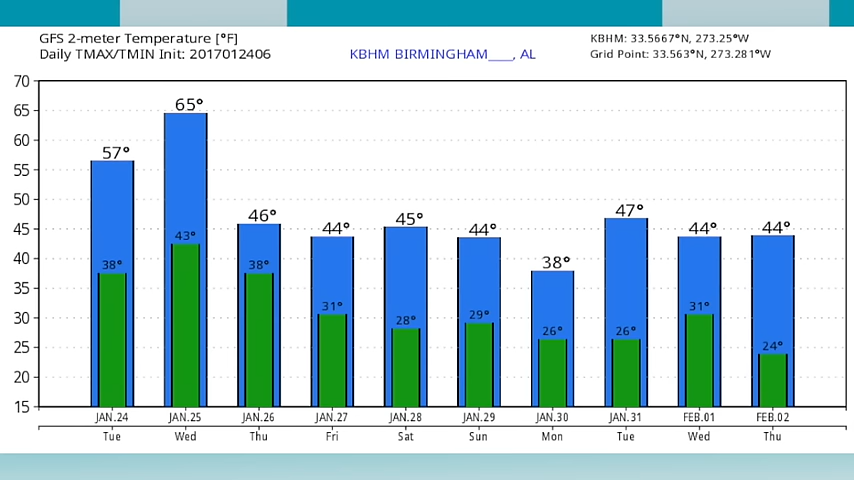 GFS 2-meter Temperature [°F]
Daily TMAX/TMIN Init: 2017012406
KBHM BIRMINGHAM____, AL
KBHM: 33.5667°N, 273.25°W
Grid Point: 33.563°N, 273.281°W
70
65
60
55
50
45
40
35
30
25
20
15
57° 65° 46° 44° 45° 44° 38° 47° 44° 44°
38° 43° 38° 31° 28° 29° 26° 26° 31° 24°
JAN.24 JAN.25 JAN.26 JAN.27 JAN.28 JAN.29 JAN.30 JAN.31 FEB.01 FEB.02
Tue Wed Thu Fri Sat Sun Mon Tue Wed Thu